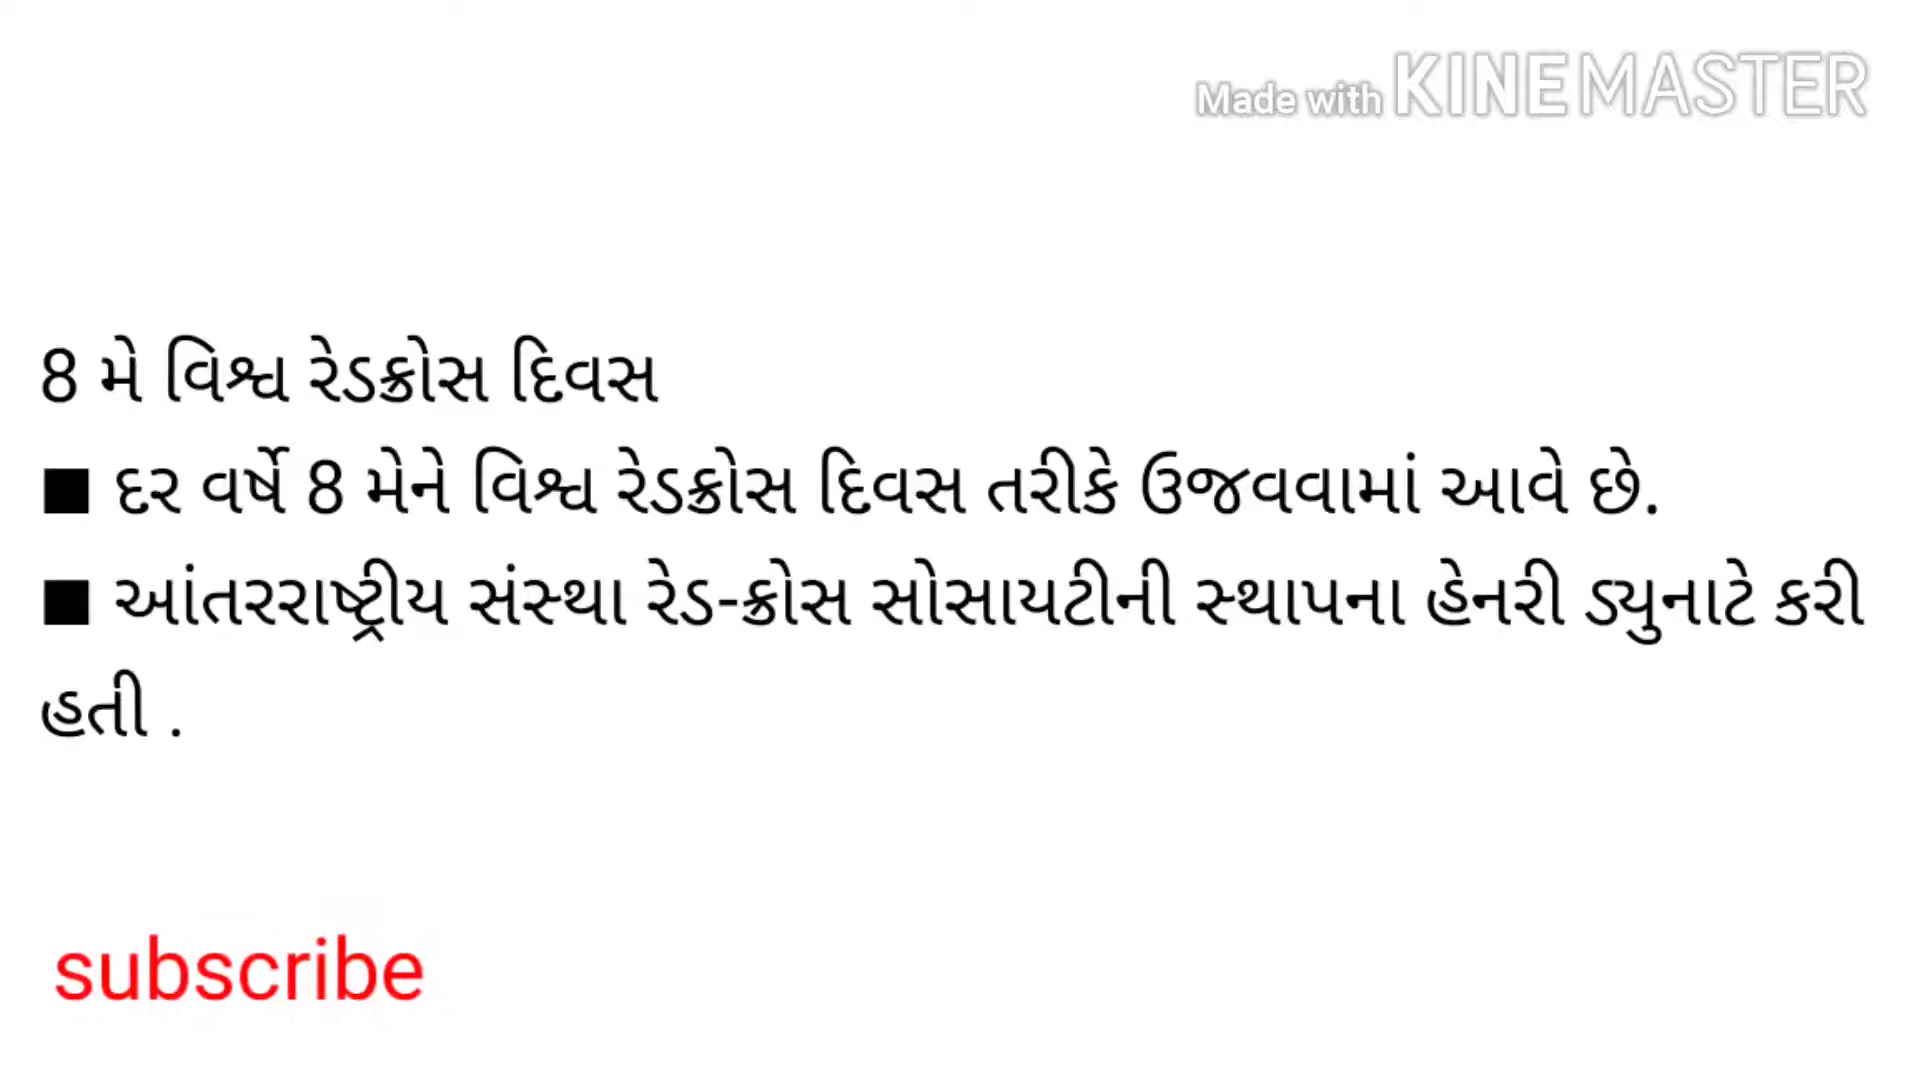 Made with KINEMASTER
8 મે વિશ્વ રેડક્રોસ દિવસ
■ દર વર્ષે 8 મેને વિશ્વ રેડક્રોસ દિવસ તરીકે ઉજવવામાં આવે છે.
■ આંતરરાષ્ટ્રીય સંસ્થા રેડ-ક્રોસ સોસાયટીની સ્થાપના હેનરી ડ્યુનાટે કરી
હતી .
subscribe